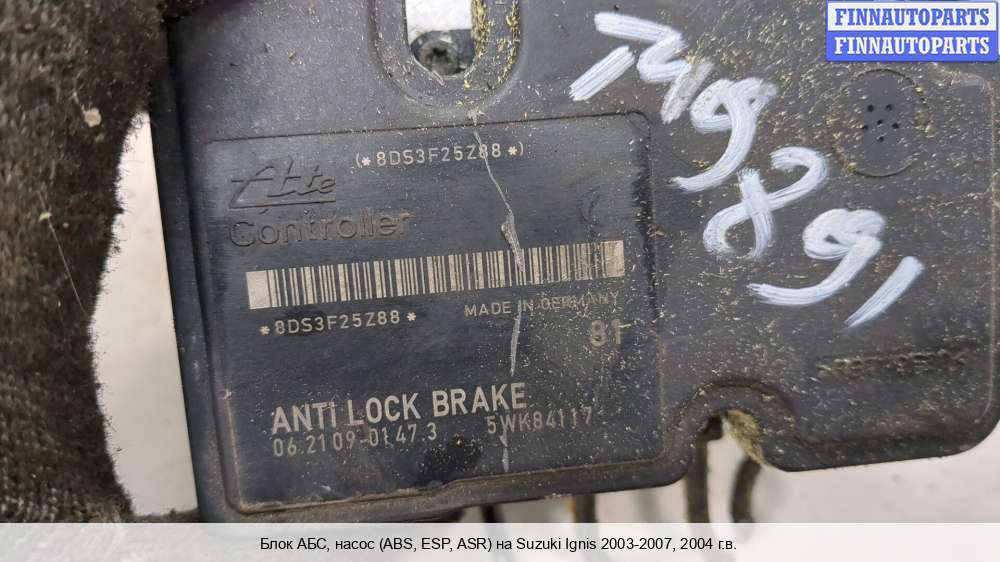 FINNAUTOPARTS
FINNAUTOPARTS
(*8DS3F25Z88*)
Ate
Controller
*8DS3F25Z88*
MADE IN GERMANY
81
ANTi LOCK BRAKE
06.2109-0147.3 5WK84117
Блок АБС, насос (ABS, ESP, ASR) на Suzuki Ignis 2003-2007, 2004 г.в.